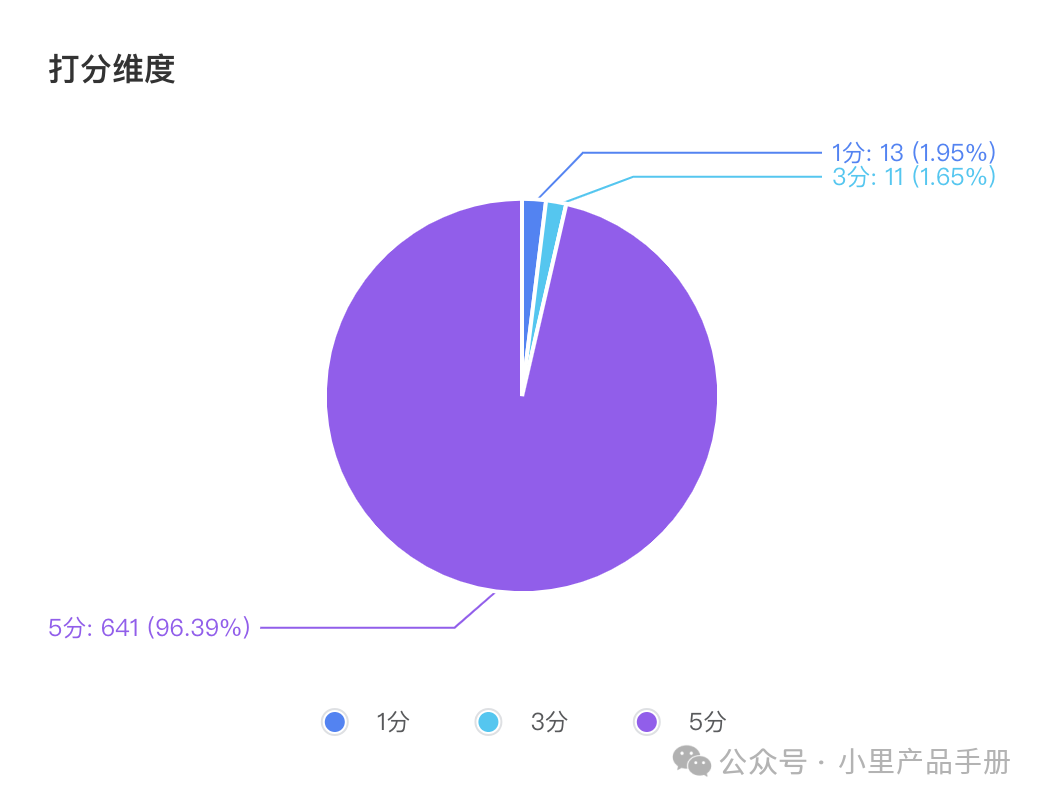 打分维度
1分: 13 (1.95%)
3分: 11 (1.65%)
5分: 641 (96.39%)
1分 3分 5分
公众号 · 小里产品手册